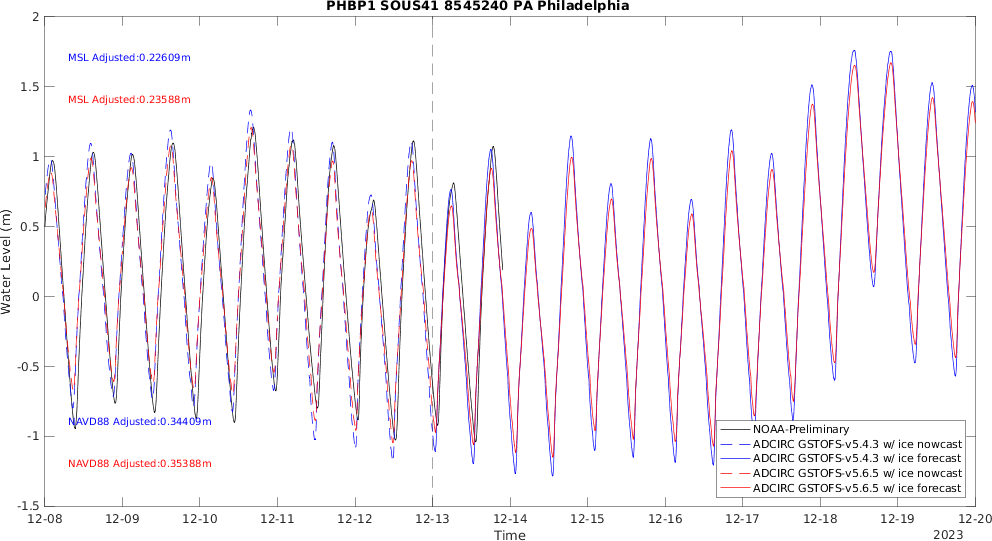 PHBP1 SOUS41 8545240 PA Philadelphia
2
1.5
1
0.5
0
-0.5
-1
-1.5
Water Level (m)
MSL Adjusted:0.22609m
MSL Adjusted:0.23588m
NAVD88 Adjusted:0.34409m
NAVD88 Adjusted:0.35388m
NOAA-Preliminary
ADCIRC GSTOFS-v5.4.3 w/ ice nowcast
ADCIRC GSTOFS-v5.4.3 w/ ice forecast
ADCIRC GSTOFS-v5.6.5 w/ ice nowcast
ADCIRC GSTOFS-v5.6.5 w/ ice forecast
12-08 12-09 12-10 12-11 12-12 12-13 12-14 12-15 12-16 12-17 12-18 12-19 12-20
Time
2023